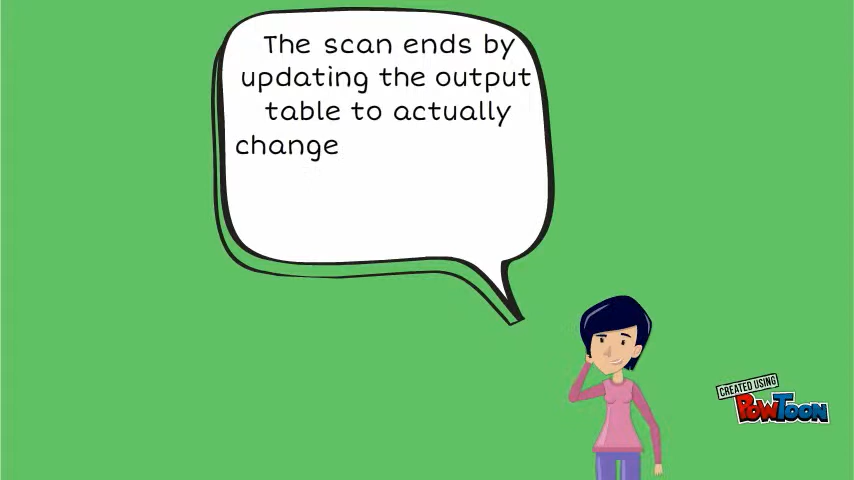 The scan ends by
updating the output
table to actually
change
CREATED USING
POWTOON